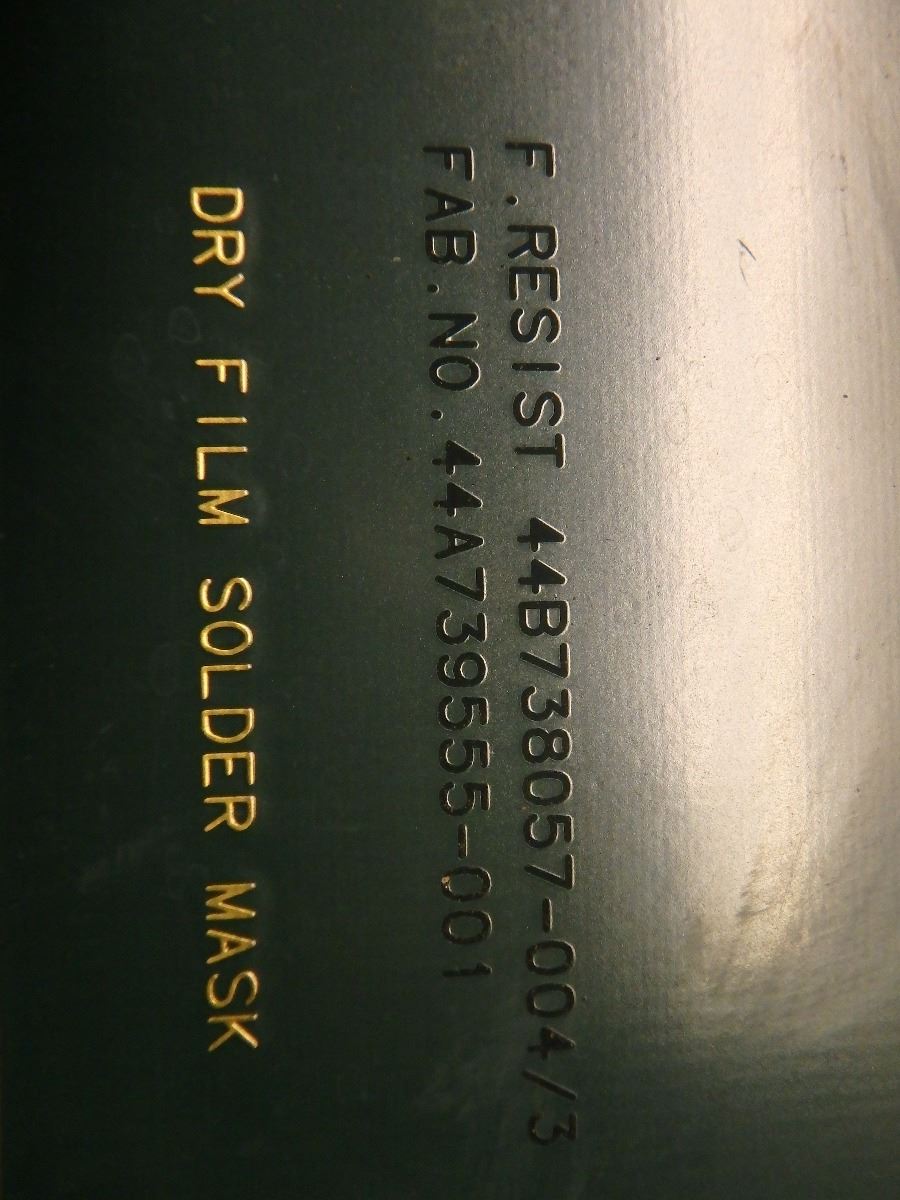 F.RESIST 44B738057-004/3
FAB.NO.44A739555-001
DRY FILM SOLDER MASK